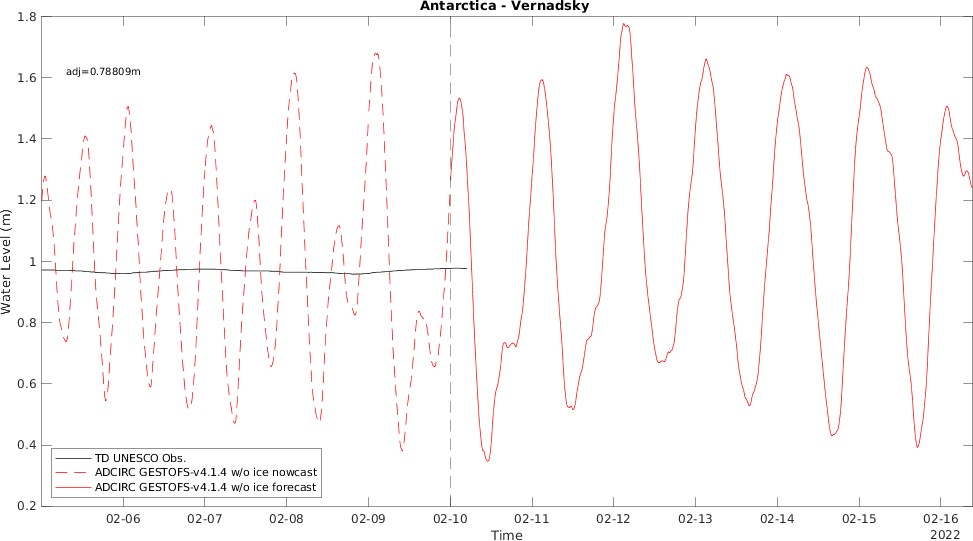 Antarctica - Vernadsky
1.8
1.6
1.4
1.2
1
0.8
0.6
0.4
0.2
Water Level (m)
adj=0.78809m
TD UNESCO Obs.
ADCIRC GESTOFS-v4.1.4 w/o ice nowcast
ADCIRC GESTOFS-v4.1.4 w/o ice forecast
02-06 02-07 02-08 02-09 02-10 02-11 02-12 02-13 02-14 02-15 02-16
2022
Time